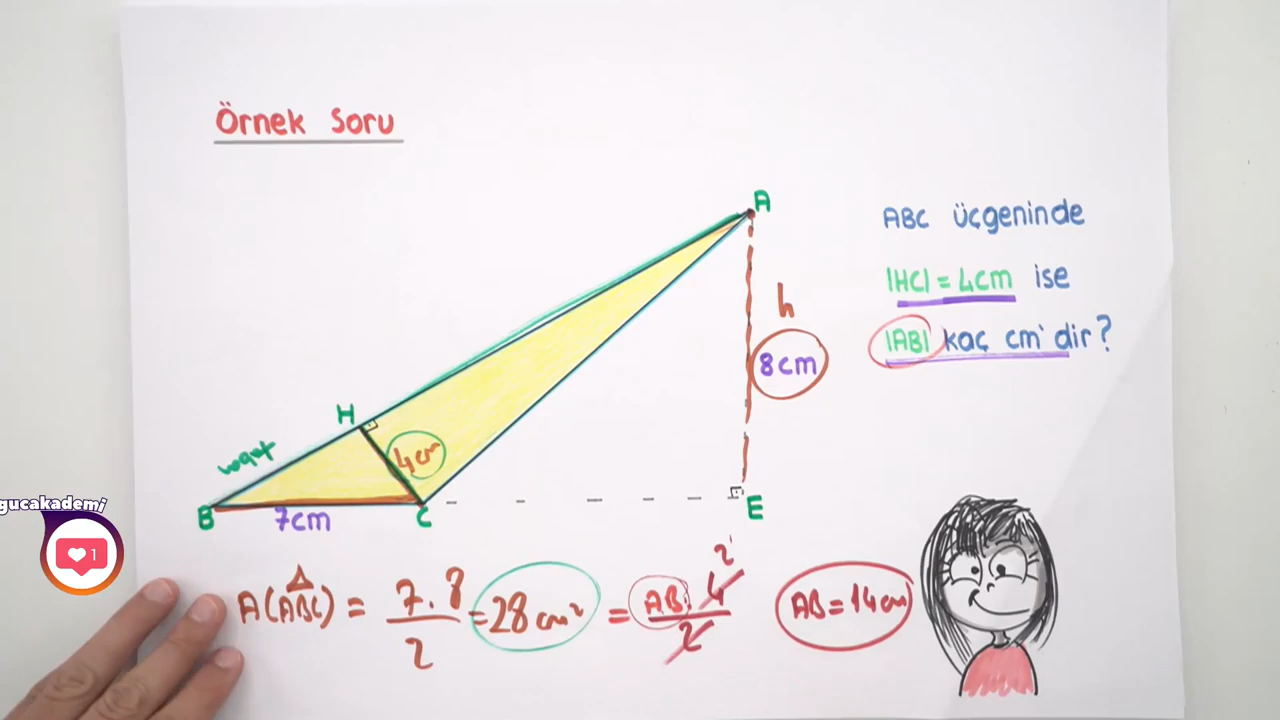 Örnek Soru
A
ABC üçgeninde
|HC| = 4cm ise
|AB| kaç cm'dir?
h
8cm
H
4cm
B
7cm
C
E
gucakademi
1
A(ABC) = 7.8 / 2 = 28 cm² = AB. 4 2 / 2
AB = 14 cm